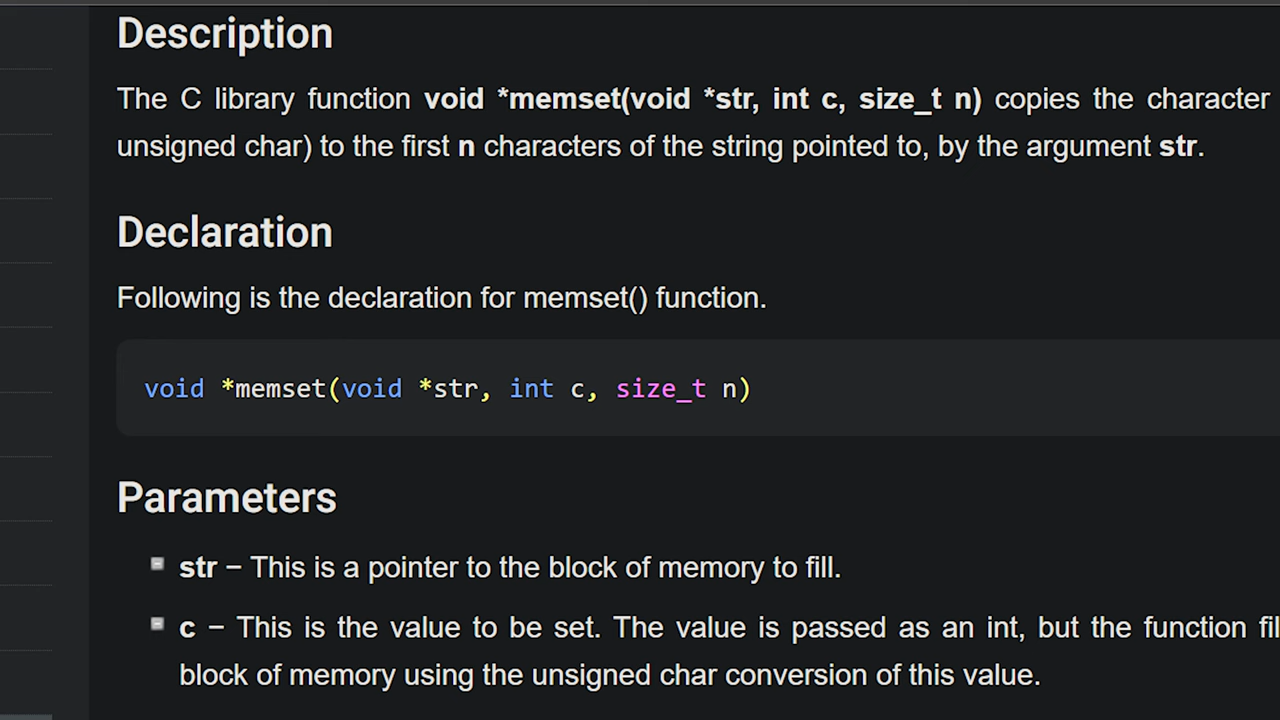 Description
The C library function void *memset(void *str, int c, size_t n) copies the character
unsigned char) to the first n characters of the string pointed to, by the argument str.
Declaration
Following is the declaration for memset() function.
void *memset(void *str, int c, size_t n)
Parameters
str − This is a pointer to the block of memory to fill.
c − This is the value to be set. The value is passed as an int, but the function
block of memory using the unsigned char conversion of this value.